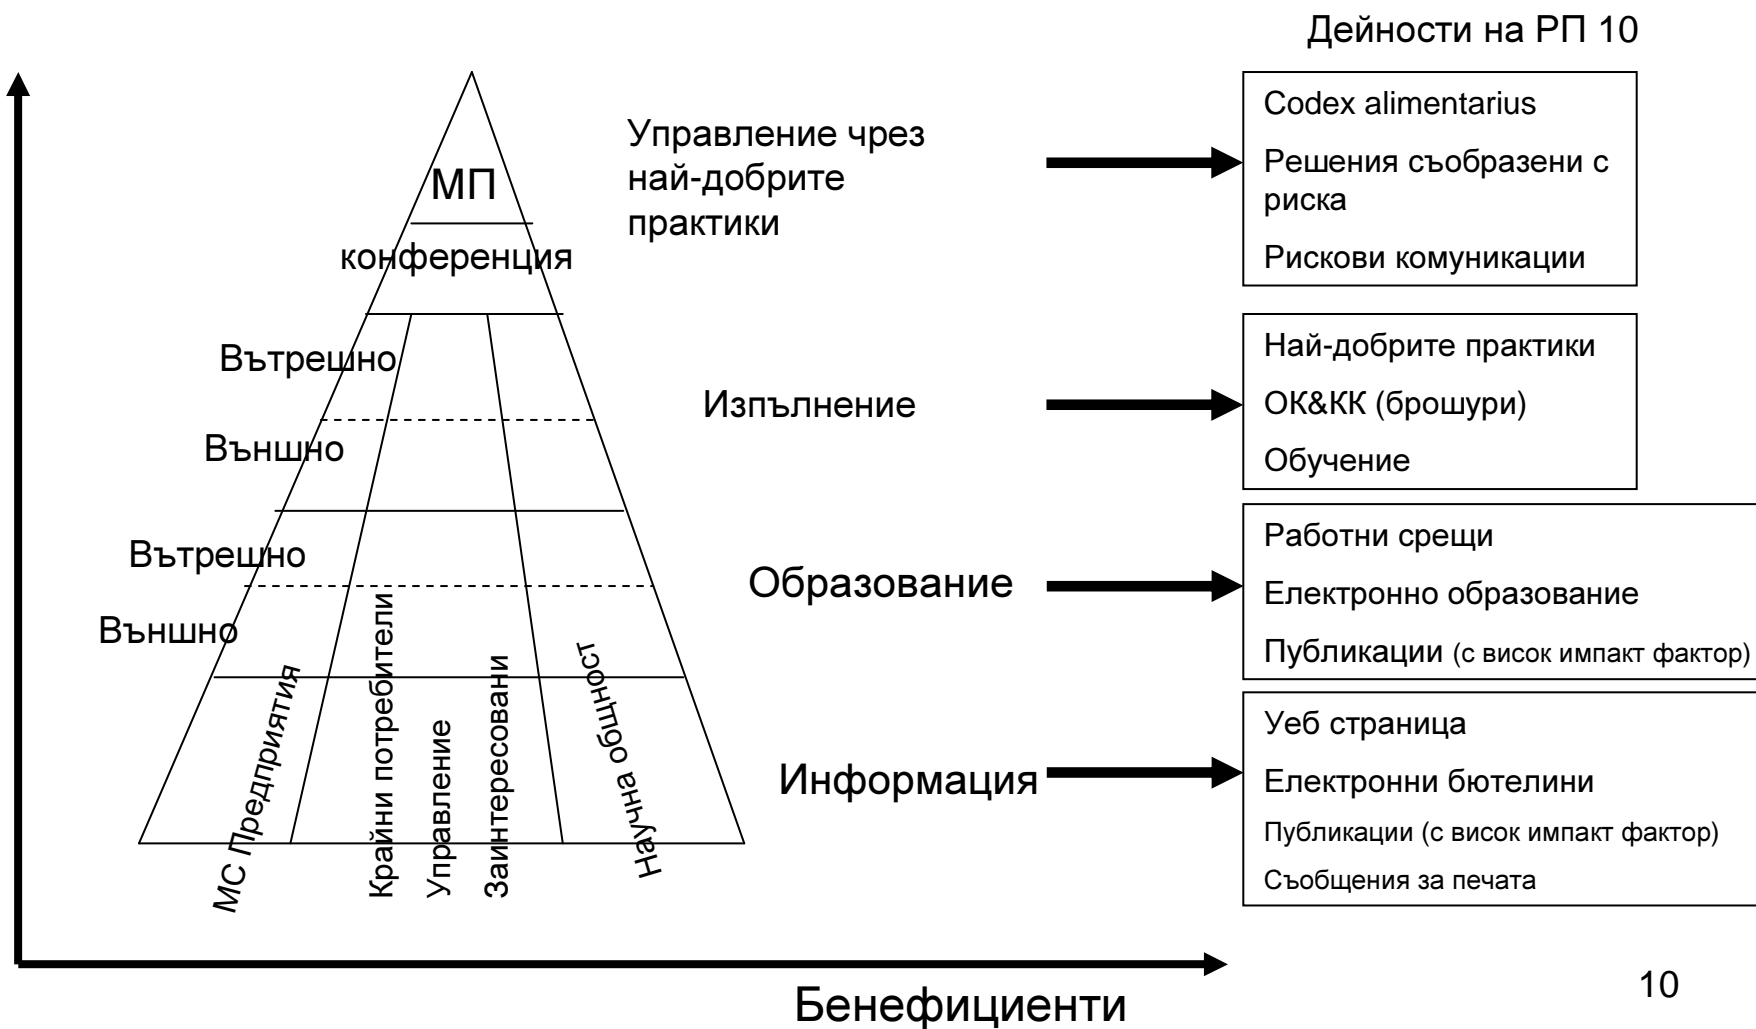 Дейности на РП 10
МП
конференция
Вътрешно
Външно
Вътрешно
Външно
МС Предприятия
Крайни потребители
Управление
Заинтересовани
Научна общност
Управление чрез
най-добрите
практики
Codex alimentarius
Решения съобразени с
риска
Рискови комуникации
Изпълнение
Най-добрите практики
ОК&КК (брошури)
Обучение
Образование
Работни срещи
Електронно образование
Публикации (с висок импакт фактор)
Информация
Уеб страница
Електронни бютелини
Публикации (с висок импакт фактор)
Съобщения за печата
Бенефициенти
10